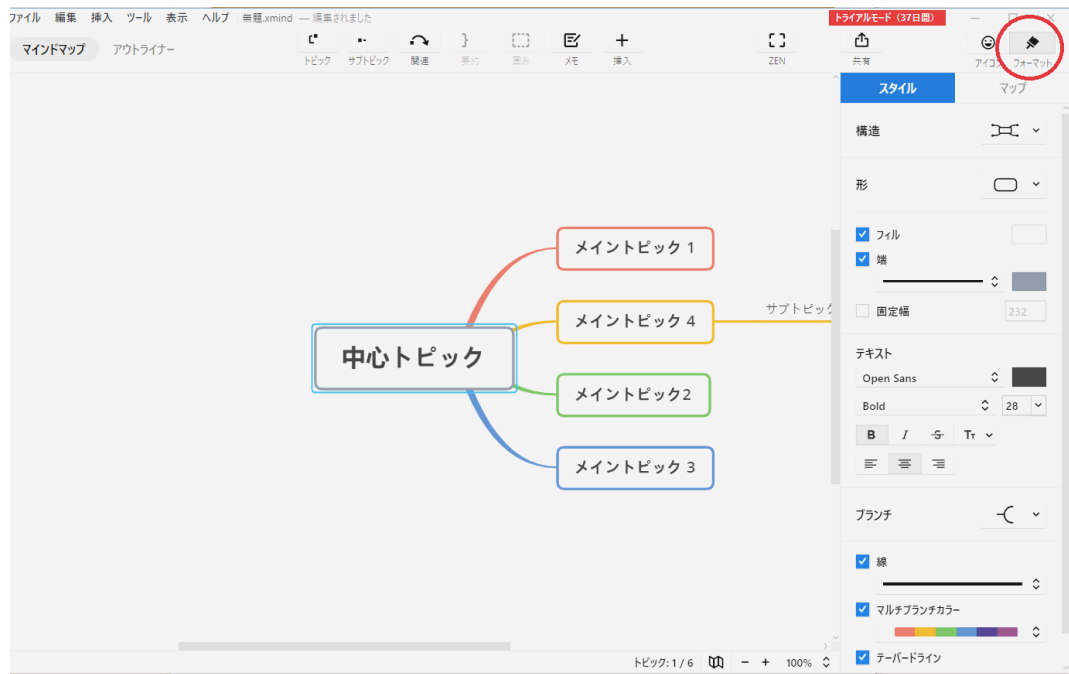 ファイル 編集 挿入 ツール 表示 ヘルプ 無題.xmind — 編集されました
トライアルモード（37日間）
マインドマップ アウトライナー
トピック サブトピック 関連 要約 囲み メモ 挿入 ZEN 共有 アイコン フォーマット
スタイル マップ
構造
形
フィル
端
固定幅 232
テキスト
Open Sans
Bold 28
B I S Tт
ブランチ
線
マルチブランチカラー
テーパードライン
メイントピック 1
メイントピック 4
サブトピック
中心トピック
メイントピック2
メイントピック 3
トピック: 1 / 6 − + 100%